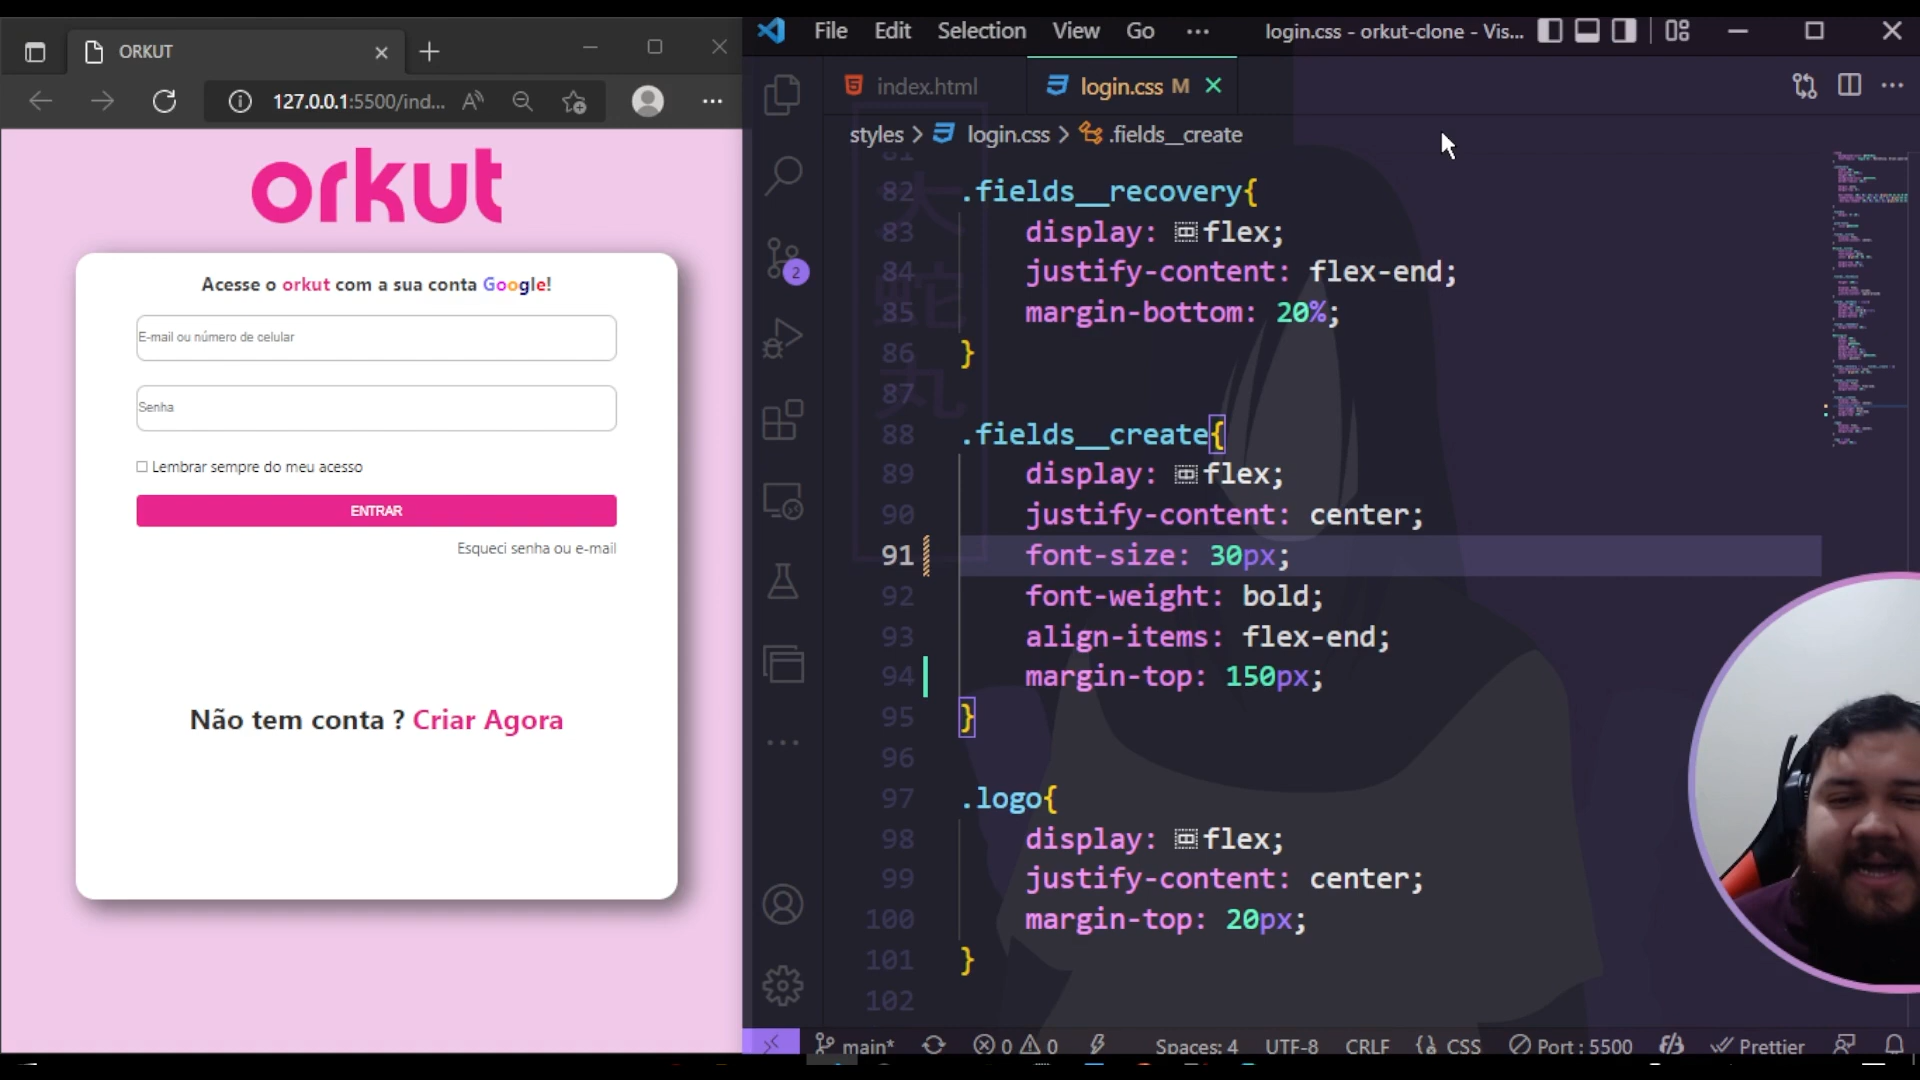 ORKUT
127.0.0.1:5500/ind...
orkut
Acesse o orkut com a sua conta Google!
E-mail ou número de celular
Senha
Lembrar sempre do meu acesso
ENTRAR
Esqueci senha ou e-mail
Não tem conta ? Criar Agora
File Edit Selection View Go ··· login.css - orkut-clone - Vis...
index.html login.css M
styles > login.css > .fields__create
2
大
蛇
丸
81
82 .fields__recovery{
83 display: flex;
84 justify-content: flex-end;
85 margin-bottom: 20%;
86 }
87
88 .fields__create{
89 display: flex;
90 justify-content: center;
91 font-size: 30px;
92 font-weight: bold;
93 align-items: flex-end;
94 margin-top: 150px;
95 }
96
97 .logo{
98 display: flex;
99 justify-content: center;
100 margin-top: 20px;
101 }
102
main* 0 0 Spaces: 4 UTF-8 CRLF {} CSS Port : 5500 Prettier